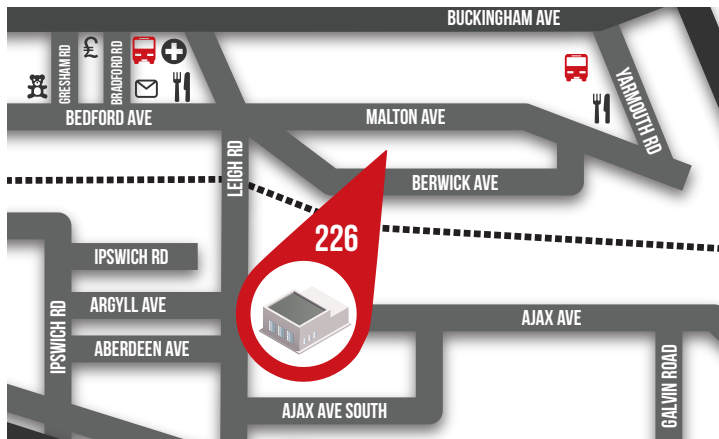 BUCKINGHAM AVE
GRESHAM RD
£
BRADFORD RD
YARMOUTH RD
BEDFORD AVE
MALTON AVE
LEIGH RD
BERWICK AVE
226
IPSWICH RD
IPSWICH RD
ARGYLL AVE
AJAX AVE
ABERDEEN AVE
GALVIN ROAD
AJAX AVE SOUTH